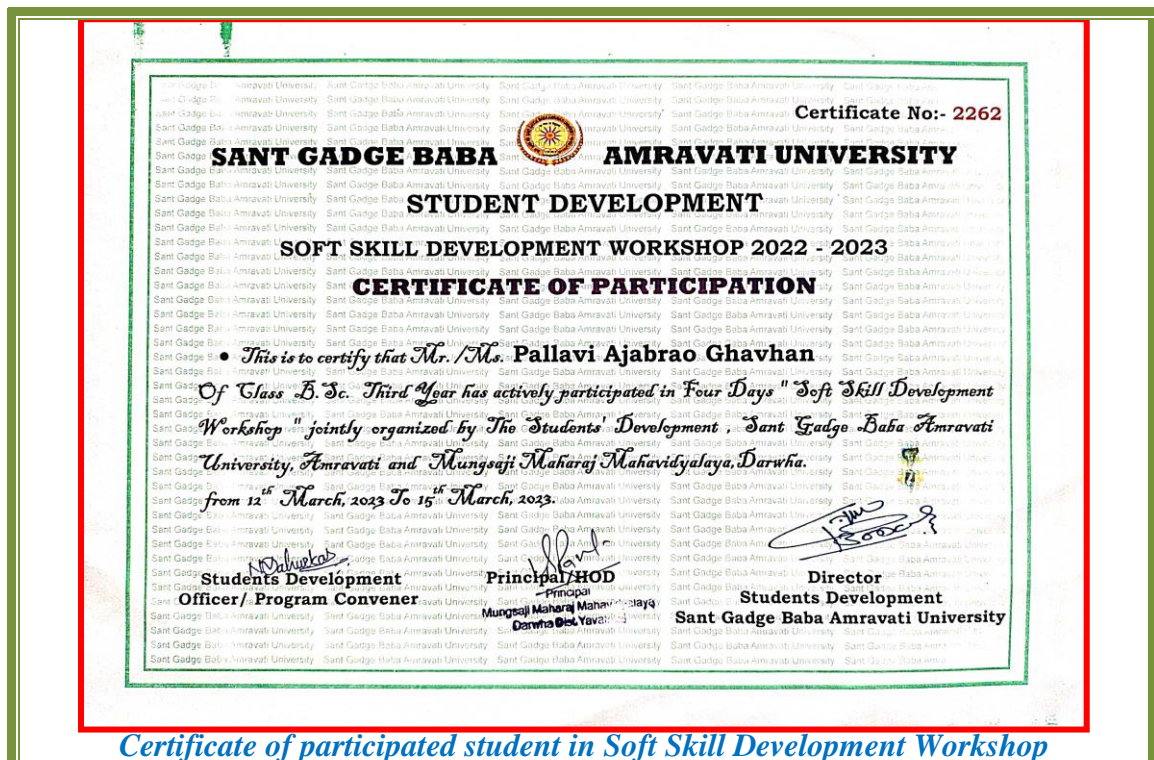 Certificate No:- 2262
SANT GADGE BABA AMRAVATI UNIVERSITY
STUDENT DEVELOPMENT
SOFT SKILL DEVELOPMENT WORKSHOP 2022 - 2023
CERTIFICATE OF PARTICIPATION
• This is to certify that Mr. /Ms. Pallavi Ajabrao Ghavhan
Of Class B. Sc. Third Year has actively participated in Four Days " Soft Skill Development
Workshop " jointly organized by The Students' Development , Sant Gadge Baba Amravati
University, Amravati and Mungsaji Maharaj Mahavidyalaya, Darwha.
from 12th March, 2023 To 15th March, 2023.
Students Development
Officer/ Program Convener
Principal/HOD
Principal
Mungsaji Maharaj
Darwha Dist.
Director
Students Development
Sant Gadge Baba Amravati University
Certificate of participated student in Soft Skill Development Workshop